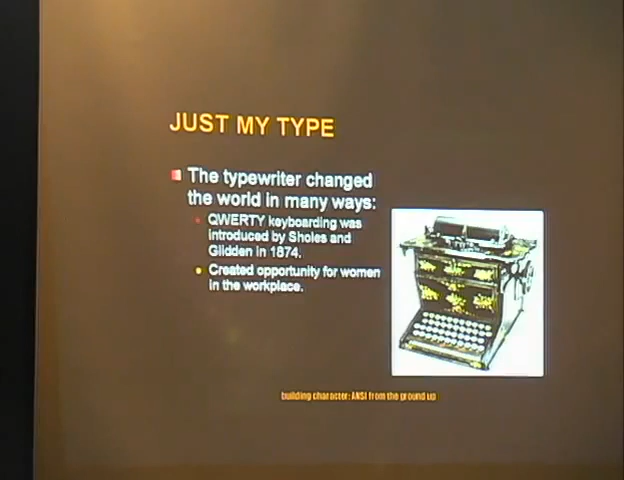 JUST MY TYPE
The typewriter changed
the world in many ways:
QWERTY keyboarding was
introduced by Sholes and
Glidden in 1874.
Created opportunity for women
in the workplace.
building character: ANSI from the ground up